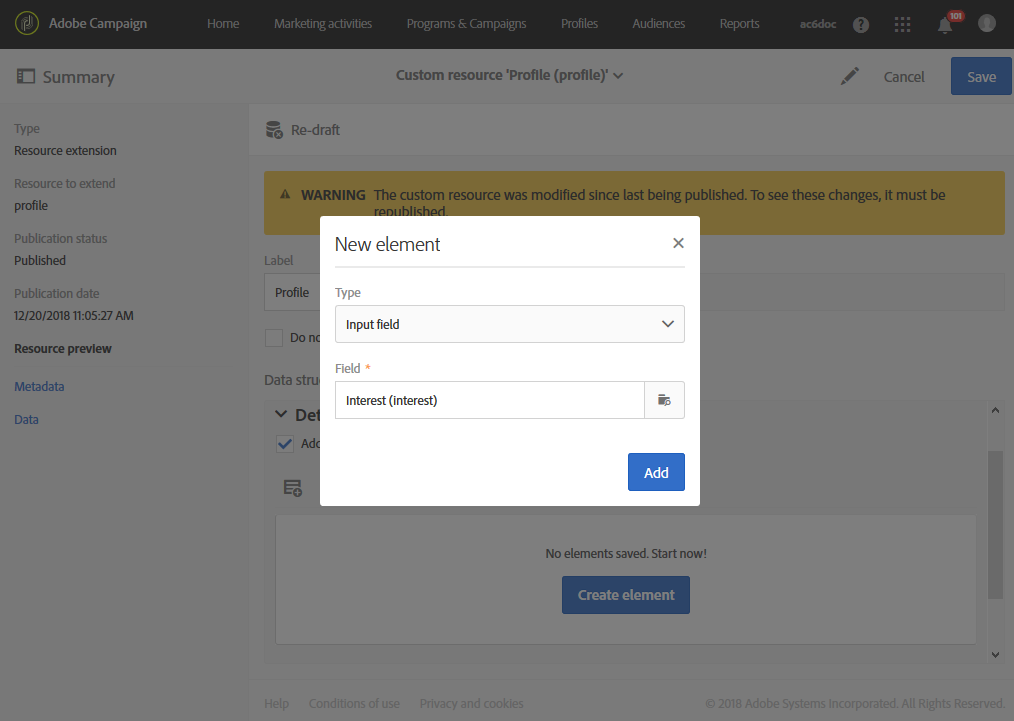 Adobe Campaign
Home
Marketing activities
Programs & Campaigns
Profiles
Audiences
Reports
ac6doc
?
101
Summary
Custom resource 'Profile (profile)'
Cancel
Save
Type
Resource extension
Resource to extend
profile
Publication status
Published
Publication date
12/20/2018 11:05:27 AM
Resource preview
Metadata
Data
Re-draft
WARNING The custom resource was modified since last being published. To see these changes, it must be
republished.
Label
Profile
Do no
Data stru
Det
Add
New element
Type
Input field
Field *
Interest (interest)
Add
No elements saved. Start now!
Create element
Help
Conditions of use
Privacy and cookies
© 2018 Adobe Systems Incorporated. All Rights Reserved.